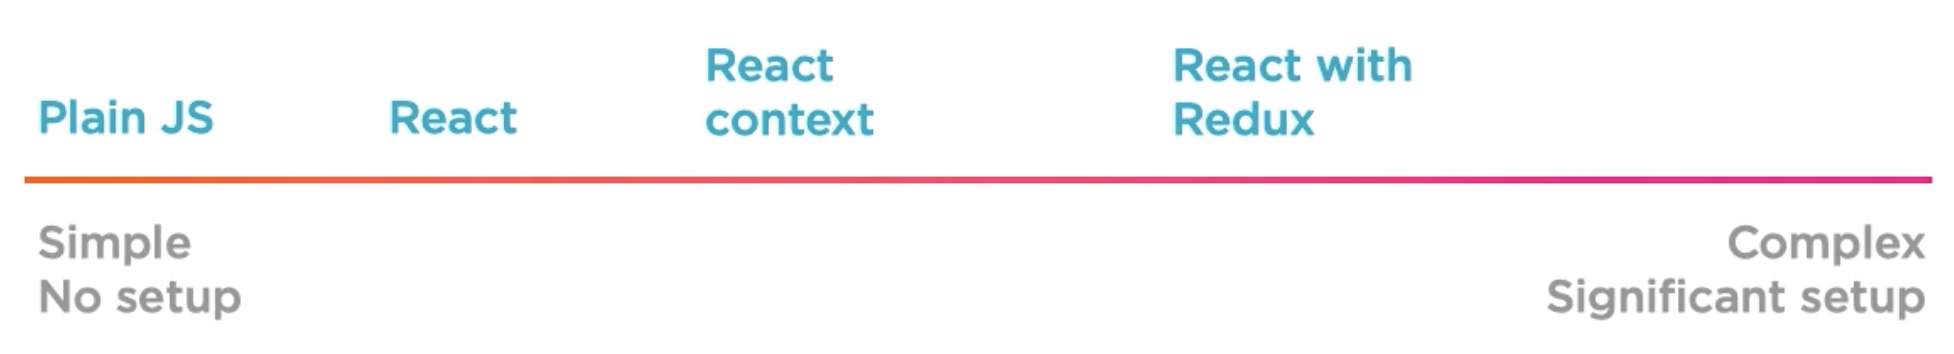 Plain JS
React
React
context
React with
Redux
Simple
No setup
Complex
Significant setup